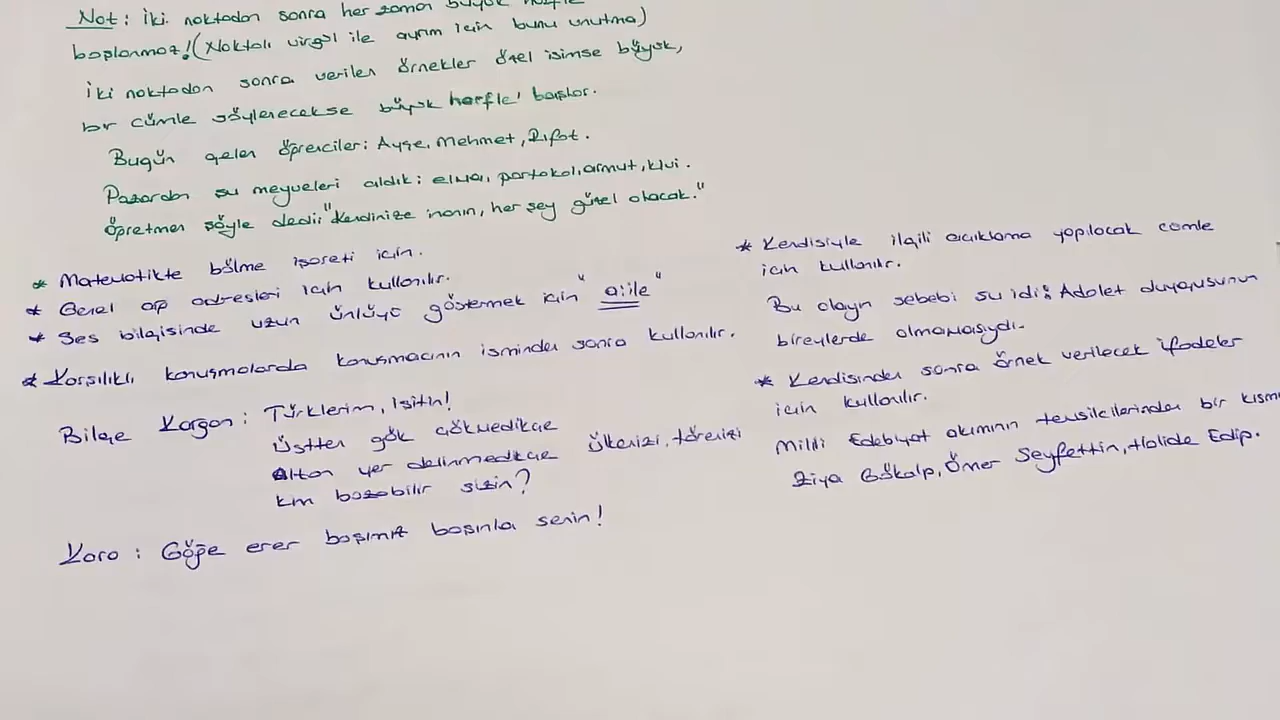 Not: İki noktadan sonra her zaman büyük harfle
başlanmaz! (Noktalı virgül ile ayrım için bunu unutma)
İki noktadan sonra verilen örnekler özel isimse büyük,
bir cümle söylenecekse büyük harfle başlar.
Bugün gelen öğrenciler: Ayşe, Mehmet, Rıfat.
Pazardan şu meyveleri aldık: elma, portakal, armut, kivi.
Öğretmen şöyle dedi: "Kendinize inanın, her şey güzel olacak."
* Matematikte bölme işareti için.
* Genel ağ adresleri için kullanılır.
* Ses bilgisinde uzun ünlüyü göstermek için "a:ile"
* Karşılıklı konuşmalarda konuşmacının isminden sonra kullanılır.
Bilge Kağan: Türklerim, işitin!
Üstten gök çökmedikçe
Alttan yer delinmedikçe ülkenizi, törenizi
kim bozabilir sizin?
Koro: Göğe erer başımız başınla senin!
* Kendisiyle ilgili açıklama yapılacak cümle
için kullanılır.
Bu olayın sebebi şu idi: Adalet duygusunun
bireylerde olmamasıydı.
* Kendisinden sonra örnek verilecek ifadeler
için kullanılır.
Milli Edebiyat akımının temsilcilerinden bir kısmı
Ziya Gökalp, Ömer Seyfettin, Halide Edip.